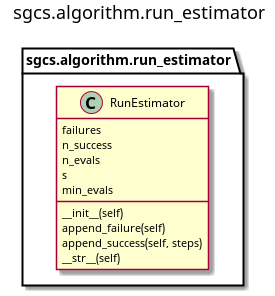 sgcs.algorithm.run_estimator
sgcs.algorithm.run_estimator
C RunEstimator
failures
n_success
n_evals
s
min_evals
__init__(self)
append_failure(self)
append_success(self, steps)
__str__(self)